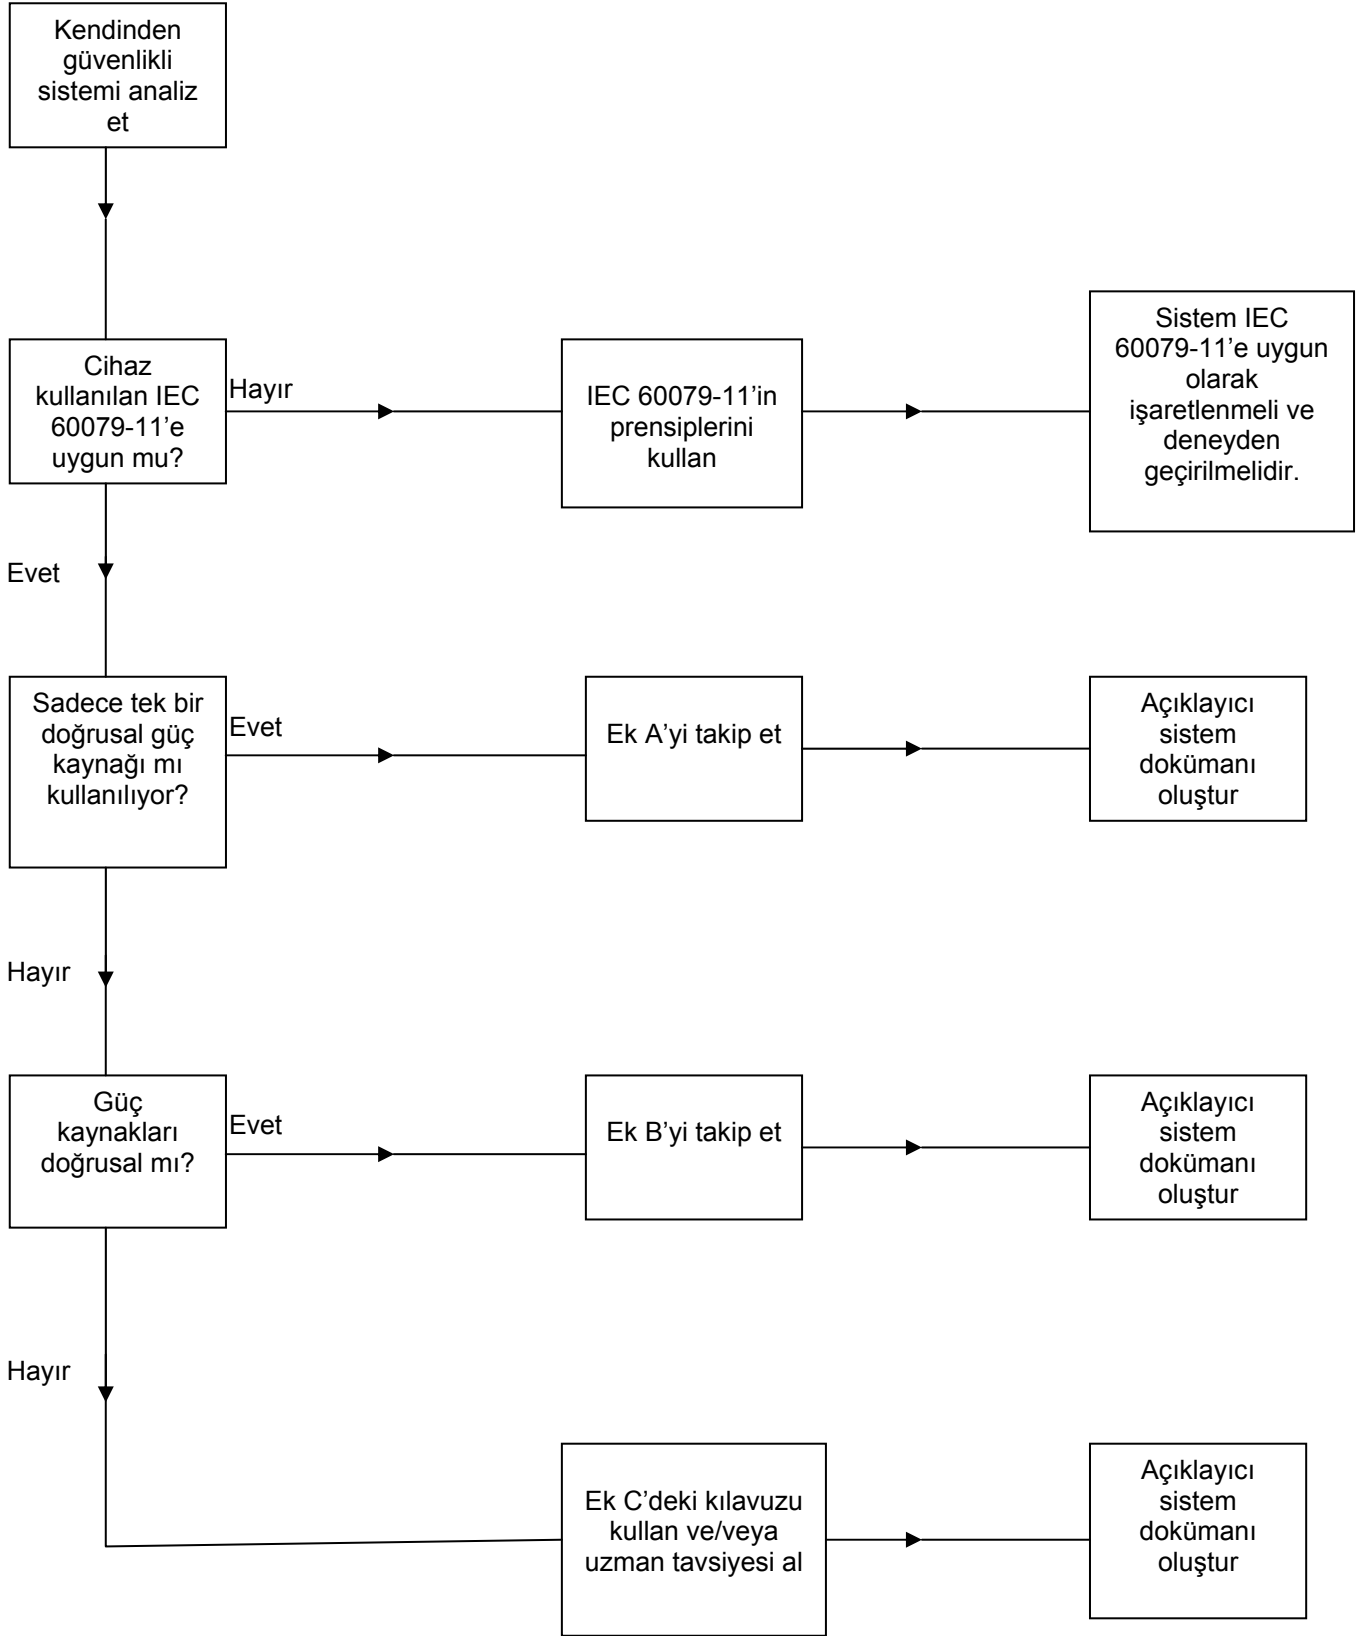 Kendinden
güvenlikli
sistemi analiz
et
Cihaz
kullanılan IEC
60079-11’e
uygun mu?
Hayır
IEC 60079-11’in
prensiplerini
kullan
Sistem IEC
60079-11’e uygun
olarak
işaretlenmeli ve
deneyden
geçirilmelidir.
Evet
Sadece tek bir
doğrusal güç
kaynağı mı
kullanılıyor?
Evet
Ek A’yi takip et
Açıklayıcı
sistem
dokümanı
oluştur
Hayır
Güç
kaynakları
doğrusal mı?
Evet
Ek B’yi takip et
Açıklayıcı
sistem
dokümanı
oluştur
Hayır
Ek C’deki kılavuzu
kullan ve/veya
uzman tavsiyesi al
Açıklayıcı
sistem
dokümanı
oluştur